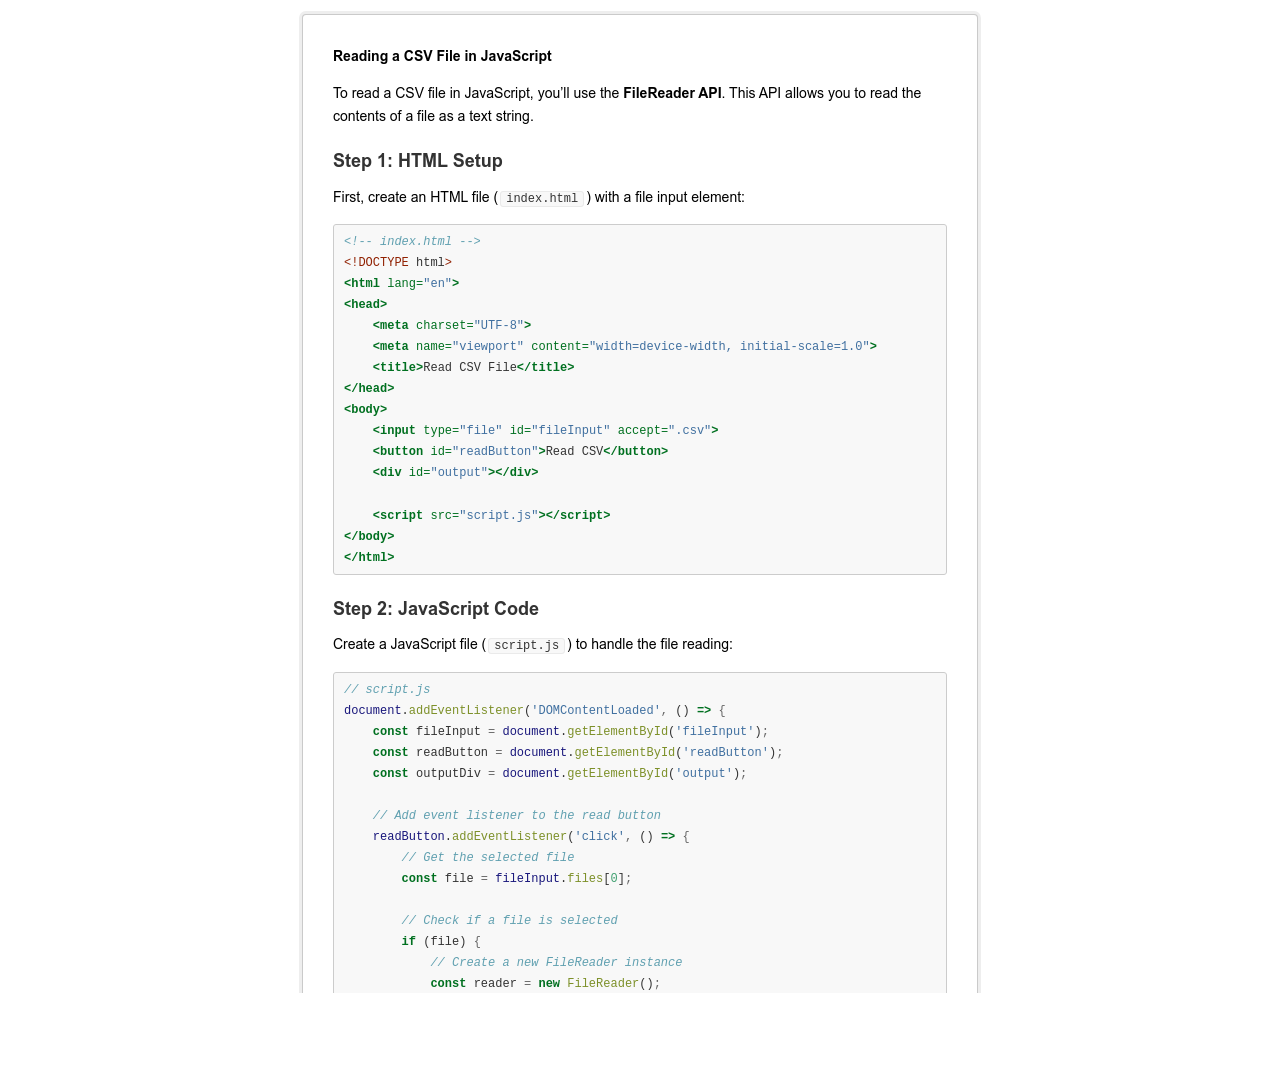 Reading a CSV File in JavaScript
To read a CSV file in JavaScript, you’ll use the FileReader API. This API allows you to read the
contents of a file as a text string.
Step 1: HTML Setup
First, create an HTML file ( index.html ) with a file input element:
<!-- index.html -->
<!DOCTYPE html>
<html lang="en">
<head>
    <meta charset="UTF-8">
    <meta name="viewport" content="width=device-width, initial-scale=1.0">
    <title>Read CSV File</title>
</head>
<body>
    <input type="file" id="fileInput" accept=".csv">
    <button id="readButton">Read CSV</button>
    <div id="output"></div>
    <script src="script.js"></script>
</body>
</html>
Step 2: JavaScript Code
Create a JavaScript file ( script.js ) to handle the file reading:
// script.js
document.addEventListener('DOMContentLoaded', () => {
    const fileInput = document.getElementById('fileInput');
    const readButton = document.getElementById('readButton');
    const outputDiv = document.getElementById('output');
    // Add event listener to the read button
    readButton.addEventListener('click', () => {
        // Get the selected file
        const file = fileInput.files[0];
        // Check if a file is selected
        if (file) {
            // Create a new FileReader instance
            const reader = new FileReader();